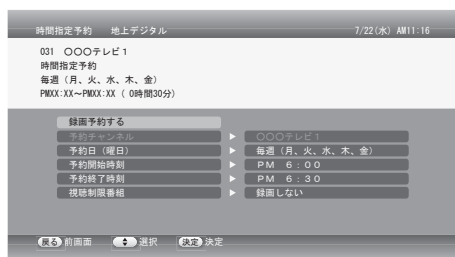 時間指定予約 地上デジタル 7/22(水) AM11:16
031 〇〇〇テレビ1
時間指定予約
毎週（月、火、水、木、金）
PMXX:XX〜PMXX:XX ( 0時間30分)
録画予約する
予約チャンネル ▶ 〇〇〇テレビ1
予約日（曜日） ▶ 毎週（月、火、水、木、金）
予約開始時刻 ▶ PM 6：00
予約終了時刻 ▶ PM 6：30
視聴制限番組 ▶ 録画しない
戻る 前画面 選択 決定 決定